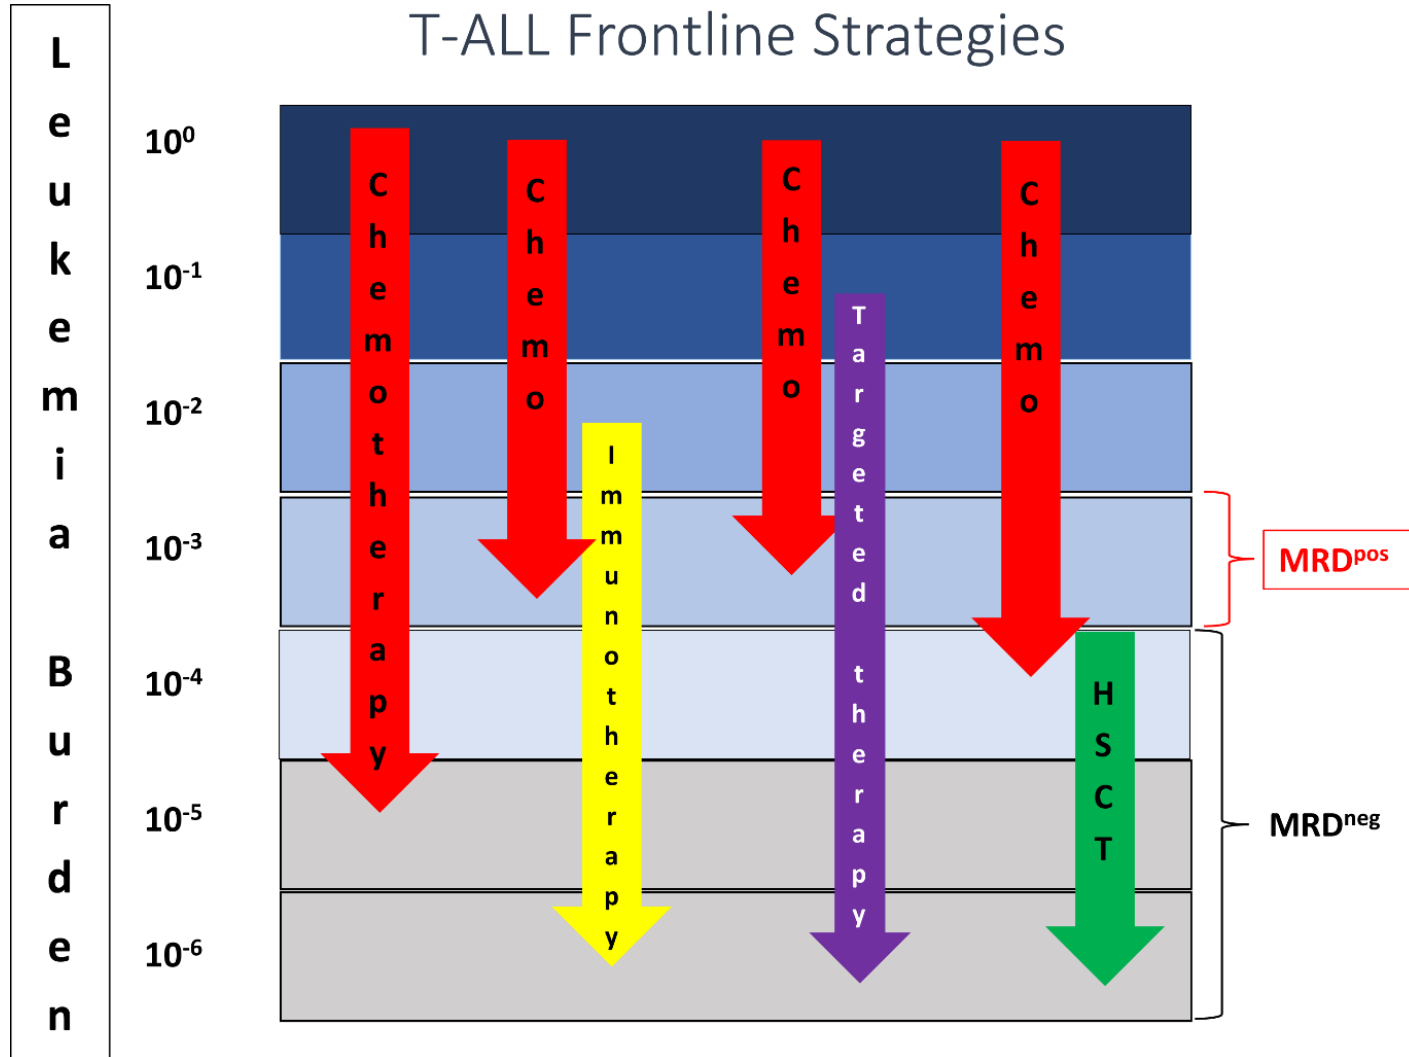 T-ALL Frontline Strategies
Leukemia Burden
10⁰
10⁻¹
10⁻²
10⁻³
10⁻⁴
10⁻⁵
10⁻⁶
Chemotherapy
Chemo
Immunotherapy
Chemo
Targeted therapy
Chemo
HSCT
MRDᵖᵒˢ
MRDⁿᵉᵍ